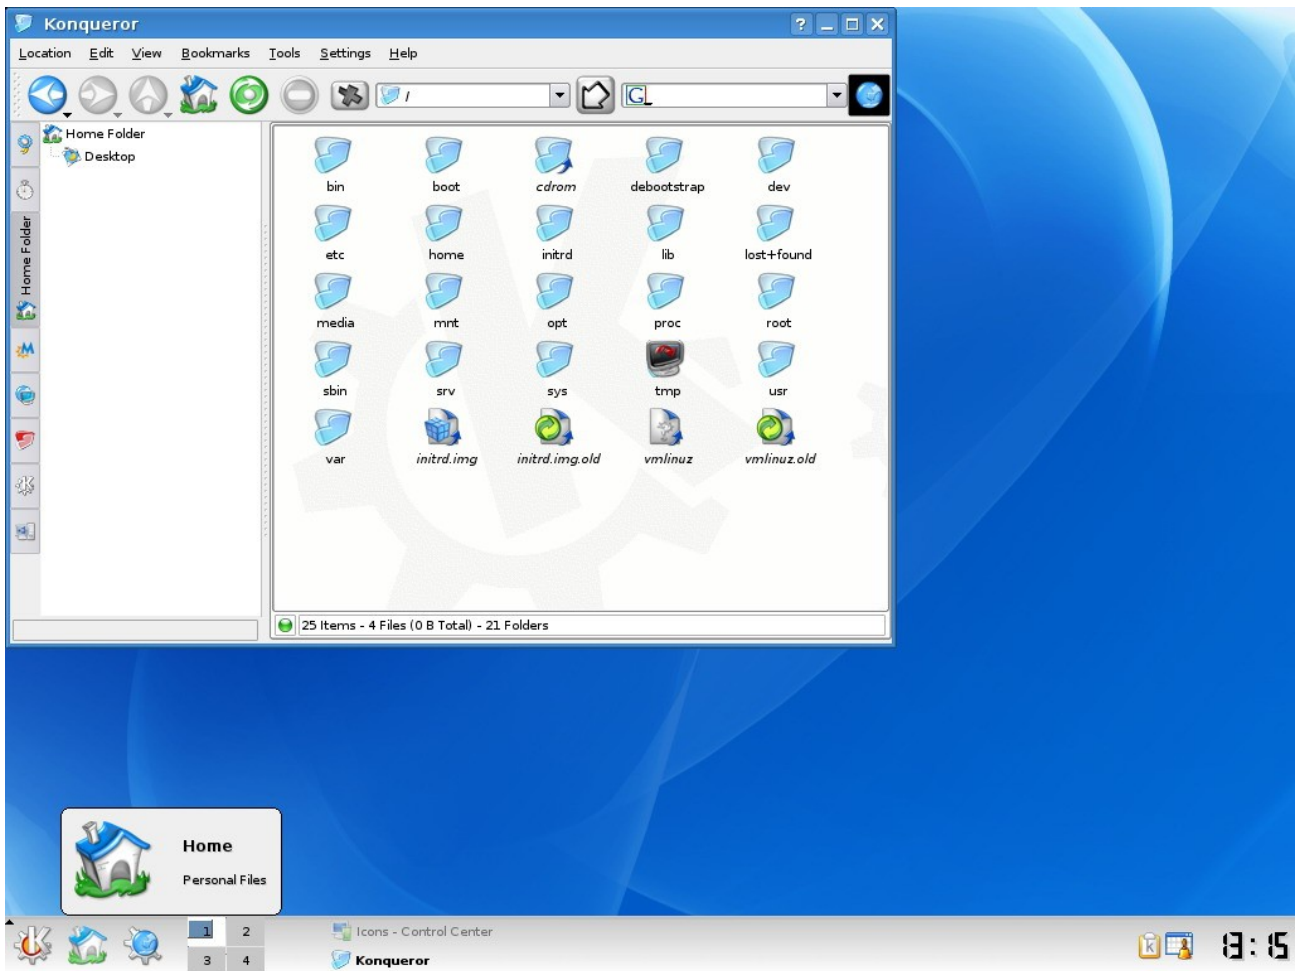 Konqueror
Location Edit View Bookmarks Tools Settings Help
/ G
Home Folder
Desktop
Home Folder
bin boot cdrom debootstrap dev
etc home initrd lib lost+found
media mnt opt proc root
sbin srv sys tmp usr
var initrd.img initrd.img.old vmlinuz vmlinuz.old
25 Items - 4 Files (0 B Total) - 21 Folders
Home
Personal Files
1 2
3 4
Icons - Control Center
Konqueror
13:15